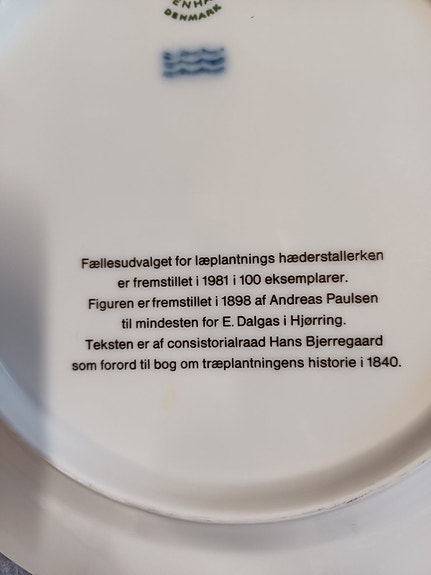 DENMARK
Fællesudvalget for læplantnings hæderstallerken
er fremstillet i 1981 i 100 eksemplarer.
Figuren er fremstillet i 1898 af Andreas Paulsen
til mindesten for E. Dalgas i Hjørring.
Teksten er af consistorialraad Hans Bjerregaard
som forord til bog om træplantningens historie i 1840.